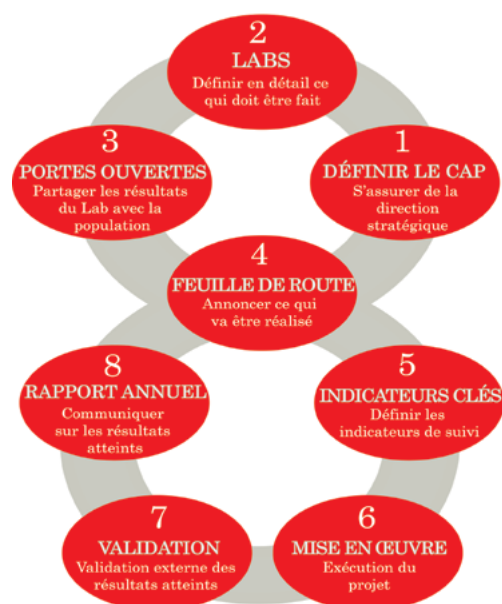 2
LABS
Définir en détail ce
qui doit être fait
3
PORTES OUVERTES
Partager les résultats
du Lab avec la
population
1
DÉFINIR LE CAP
S'assurer de la
direction
stratégique
4
FEUILLE DE ROUTE
Annoncer ce qui
va être réalisé
8
RAPPORT ANNUEL
Communiquer
sur les résultats
atteints
5
INDICATEURS CLÉS
Définir les
indicateurs de suivi
7
VALIDATION
Validation externe des
résultats atteints
6
MISE EN ŒUVRE
Exécution du
projet